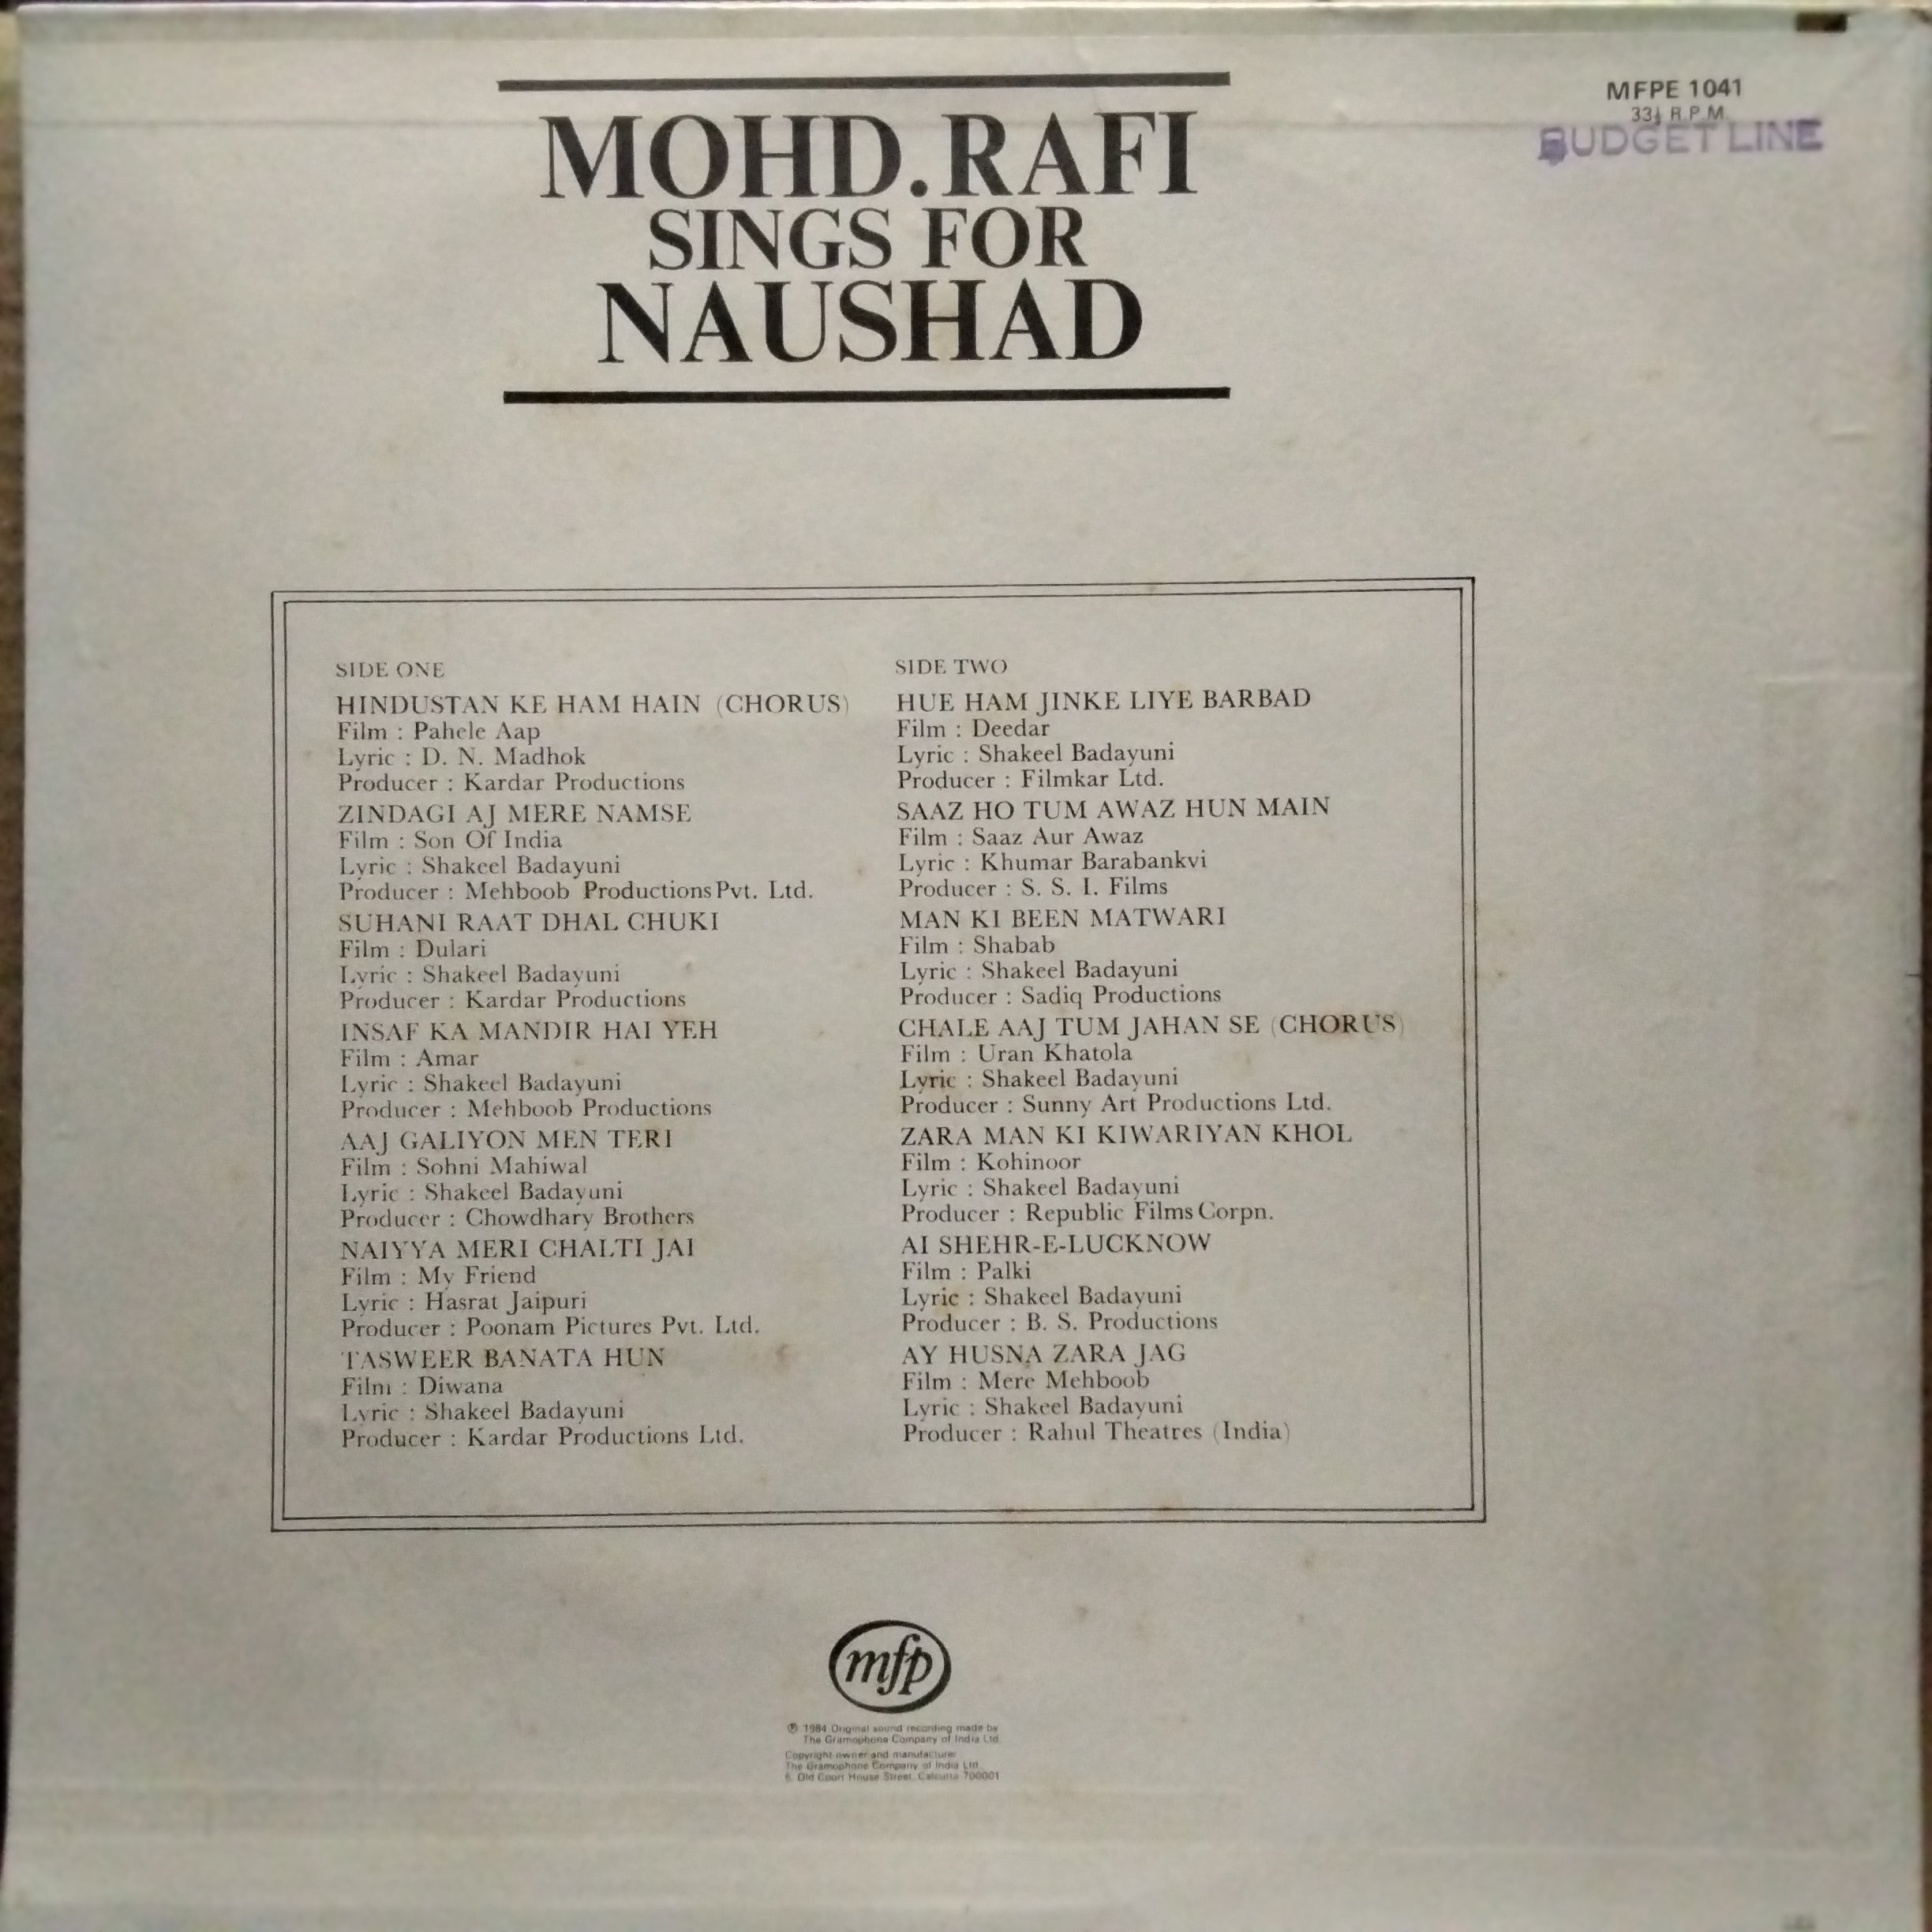 MFPE 1041
33⅓ R.P.M.
BUDGET LINE
MOHD. RAFI
SINGS FOR
NAUSHAD
SIDE ONE
HINDUSTAN KE HAM HAIN (CHORUS)
Film : Pahele Aap
Lyric : D. N. Madhok
Producer : Kardar Productions
ZINDAGI AJ MERE NAMSE
Film : Son Of India
Lyric : Shakeel Badayuni
Producer : Mehboob Productions Pvt. Ltd.
SUHANI RAAT DHAL CHUKI
Film : Dulari
Lyric : Shakeel Badayuni
Producer : Kardar Productions
INSAF KA MANDIR HAI YEH
Film : Amar
Lyric : Shakeel Badayuni
Producer : Mehboob Productions
AAJ GALIYON MEN TERI
Film : Sohni Mahiwal
Lyric : Shakeel Badayuni
Producer : Chowdhary Brothers
NAIYYA MERI CHALTI JAI
Film : My Friend
Lyric : Hasrat Jaipuri
Producer : Poonam Pictures Pvt. Ltd.
TASWEER BANATA HUN
Film : Diwana
Lyric : Shakeel Badayuni
Producer : Kardar Productions Ltd.
SIDE TWO
HUE HAM JINKE LIYE BARBAD
Film : Deedar
Lyric : Shakeel Badayuni
Producer : Filmkar Ltd.
SAAZ HO TUM AWAZ HUN MAIN
Film : Saaz Aur Awaz
Lyric : Khumar Barabankvi
Producer : S. S. I. Films
MAN KI BEEN MATWARI
Film : Shabab
Lyric : Shakeel Badayuni
Producer : Sadiq Productions
CHALE AAJ TUM JAHAN SE (CHORUS)
Film : Uran Khatola
Lyric : Shakeel Badayuni
Producer : Sunny Art Productions Ltd.
ZARA MAN KI KIWARIYAN KHOL
Film : Kohinoor
Lyric : Shakeel Badayuni
Producer : Republic Films Corpn.
AI SHEHR-E-LUCKNOW
Film : Palki
Lyric : Shakeel Badayuni
Producer : B. S. Productions
AY HUSNA ZARA JAG
Film : Mere Mehboob
Lyric : Shakeel Badayuni
Producer : Rahul Theatres (India)
mfp
℗ 1984 Original sound recording made by
The Gramophone Company of India Ltd.
Copyright owner and manufacturer
The Gramophone Company of India Ltd.
6, Old Court House Street, Calcutta 700001